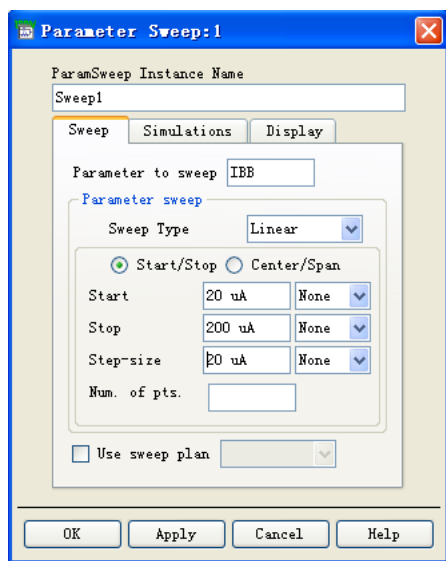 Parameter Sweep:1
ParamSweep Instance Name
Sweep1
Sweep Simulations Display
Parameter to sweep IBB
Parameter sweep
Sweep Type Linear
Start/Stop Center/Span
Start 20 uA None
Stop 200 uA None
Step-size 20 uA None
Num. of pts.
Use sweep plan
OK Apply Cancel Help